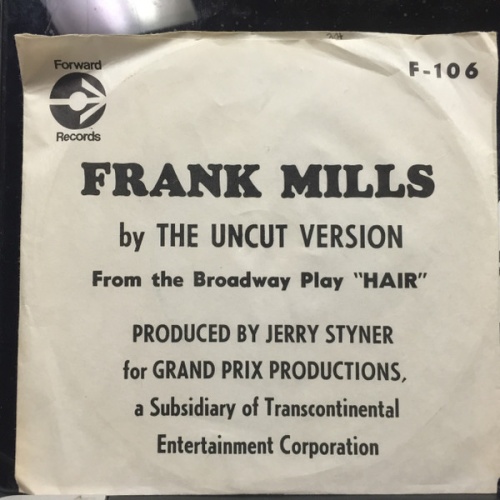 Forward
Records
F-106
FRANK MILLS
by THE UNCUT VERSION
From the Broadway Play "HAIR"
PRODUCED BY JERRY STYNER
for GRAND PRIX PRODUCTIONS,
a Subsidiary of Transcontinental
Entertainment Corporation